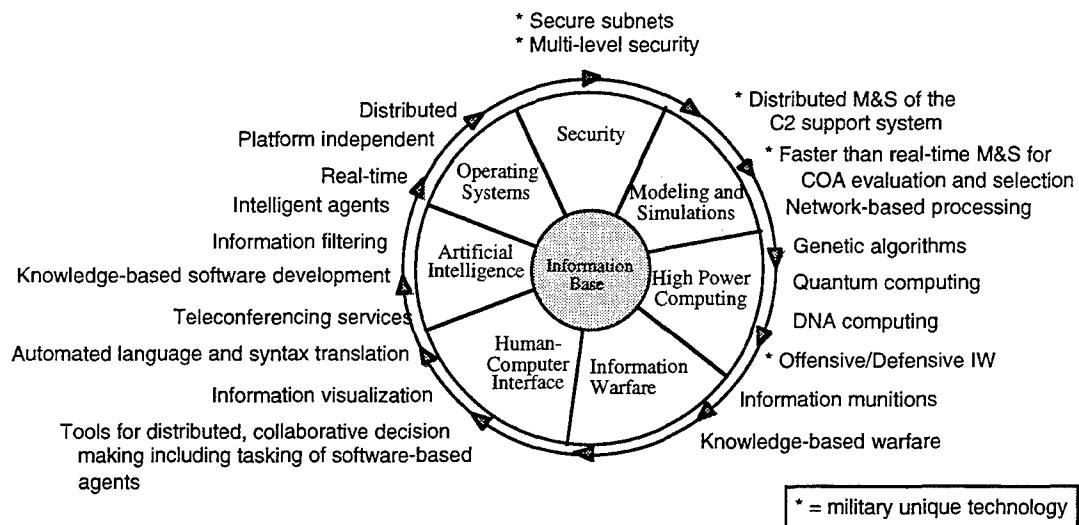 * Secure subnets
* Multi-level security
* Distributed M&S of the
C2 support system
* Faster than real-time M&S for
COA evaluation and selection
Network-based processing
Genetic algorithms
Quantum computing
DNA computing
* Offensive/Defensive IW
Information munitions
Knowledge-based warfare
Distributed
Platform independent
Real-time
Intelligent agents
Information filtering
Knowledge-based software development
Teleconferencing services
Automated language and syntax translation
Information visualization
Tools for distributed, collaborative decision
making including tasking of software-based
agents
Security
Modeling and
Simulations
High Power
Computing
Information
Warfare
Human-
Computer
Interface
Artificial
Intelligence
Operating
Systems
Information
Base
* = military unique technology